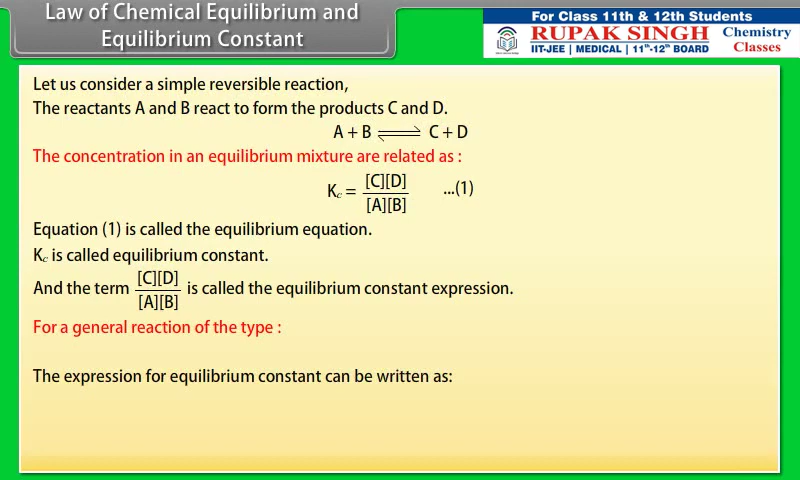 Law of Chemical Equilibrium and
Equilibrium Constant
For Class 11th & 12th Students
RUPAK SINGH
IIT-JEE | MEDICAL | 11th-12th BOARD
Chemistry
Classes
Let us consider a simple reversible reaction,
The reactants A and B react to form the products C and D.
A + B ⇌ C + D
The concentration in an equilibrium mixture are related as :
Kc = [C][D] / [A][B] ...(1)
Equation (1) is called the equilibrium equation.
Kc is called equilibrium constant.
And the term [C][D] / [A][B] is called the equilibrium constant expression.
For a general reaction of the type :
The expression for equilibrium constant can be written as: